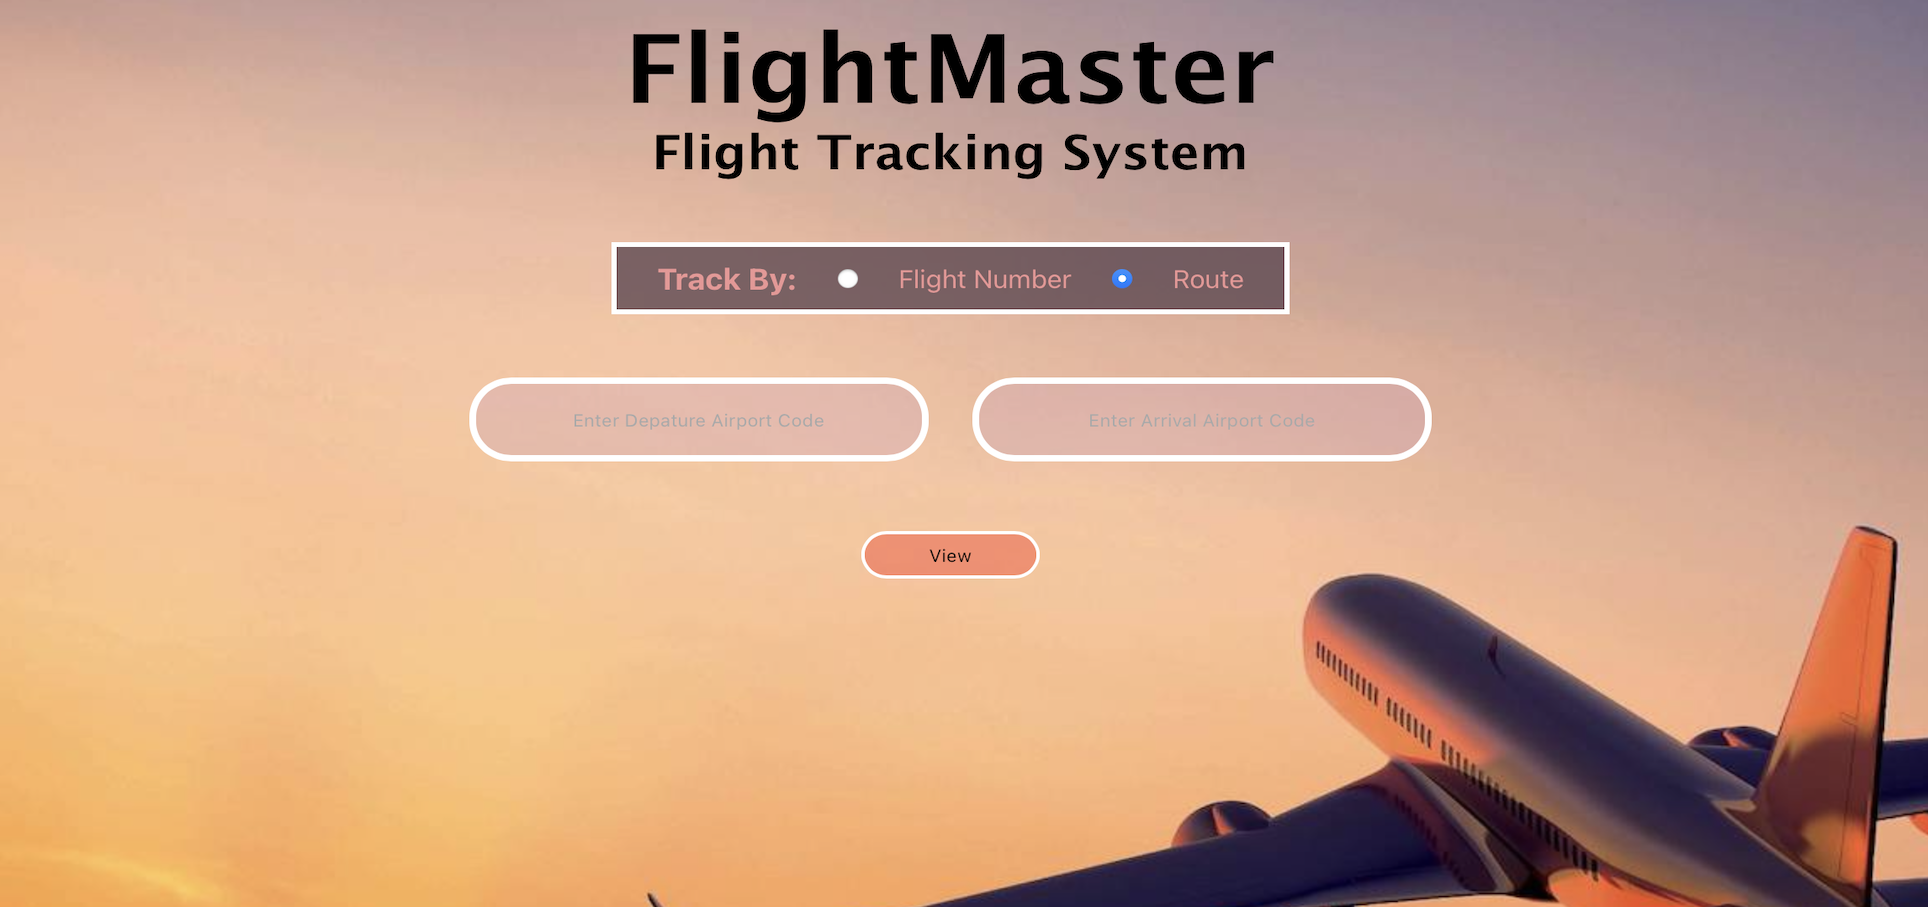 FlightMaster
Flight Tracking System
Track By: Flight Number Route
Enter Depature Airport Code Enter Arrival Airport Code
View